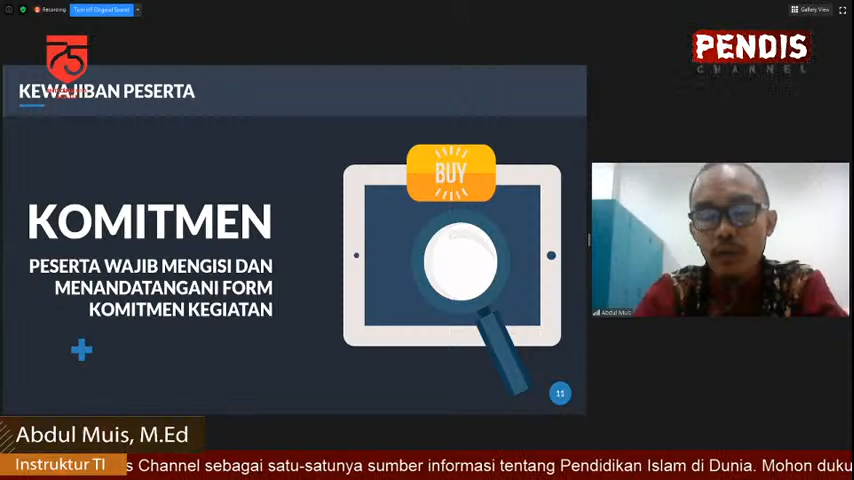 Recording
Turn off Original Sound
Gallery View
75
PENDIS
CHANNEL
KEWAJIBAN PESERTA
BUY
KOMITMEN
PESERTA WAJIB MENGISI DAN
MENANDATANGANI FORM
KOMITMEN KEGIATAN
Abdul Muis
11
Abdul Muis, M.Ed
Instruktur TI
s Channel sebagai satu-satunya sumber informasi tentang Pendidikan Islam di Dunia. Mohon duku